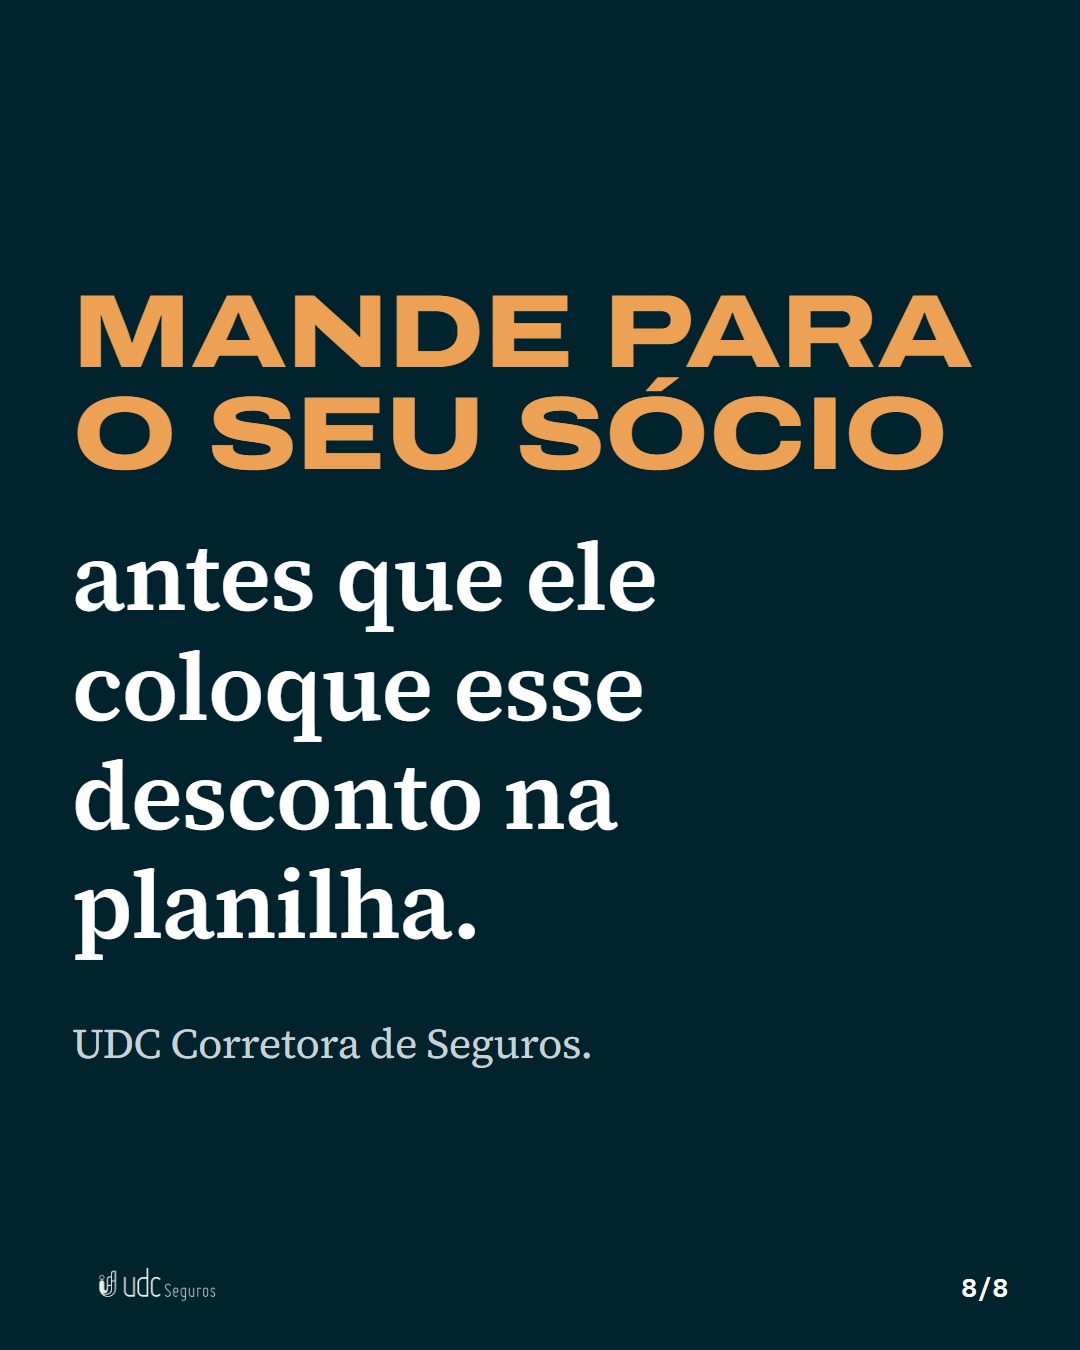 MANDE PARA
O SEU SÓCIO
antes que ele
coloque esse
desconto na
planilha.
UDC Corretora de Seguros.
udc Seguros
8/8